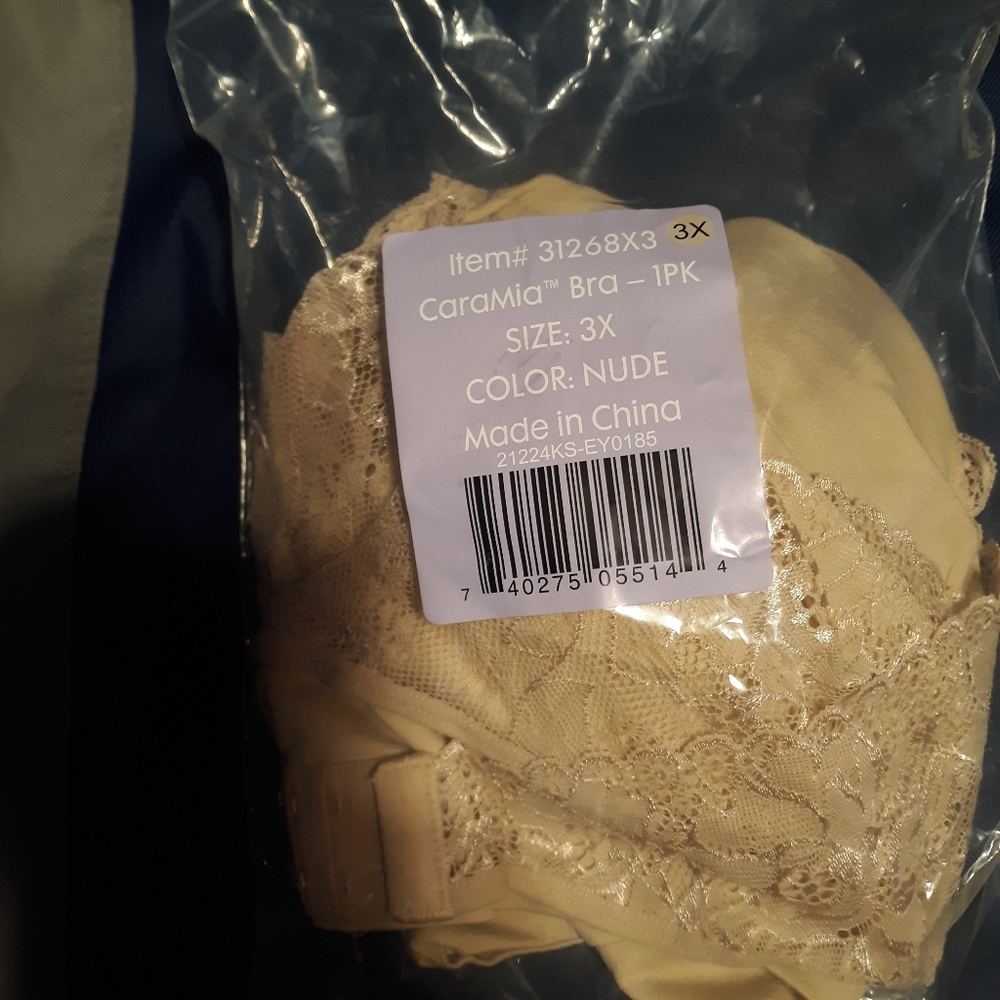 Item# 31268X3 3X
CaraMia™ Bra – 1PK
SIZE: 3X
COLOR: NUDE
Made in China
21224KS-EY0185
7 40275 05514 4